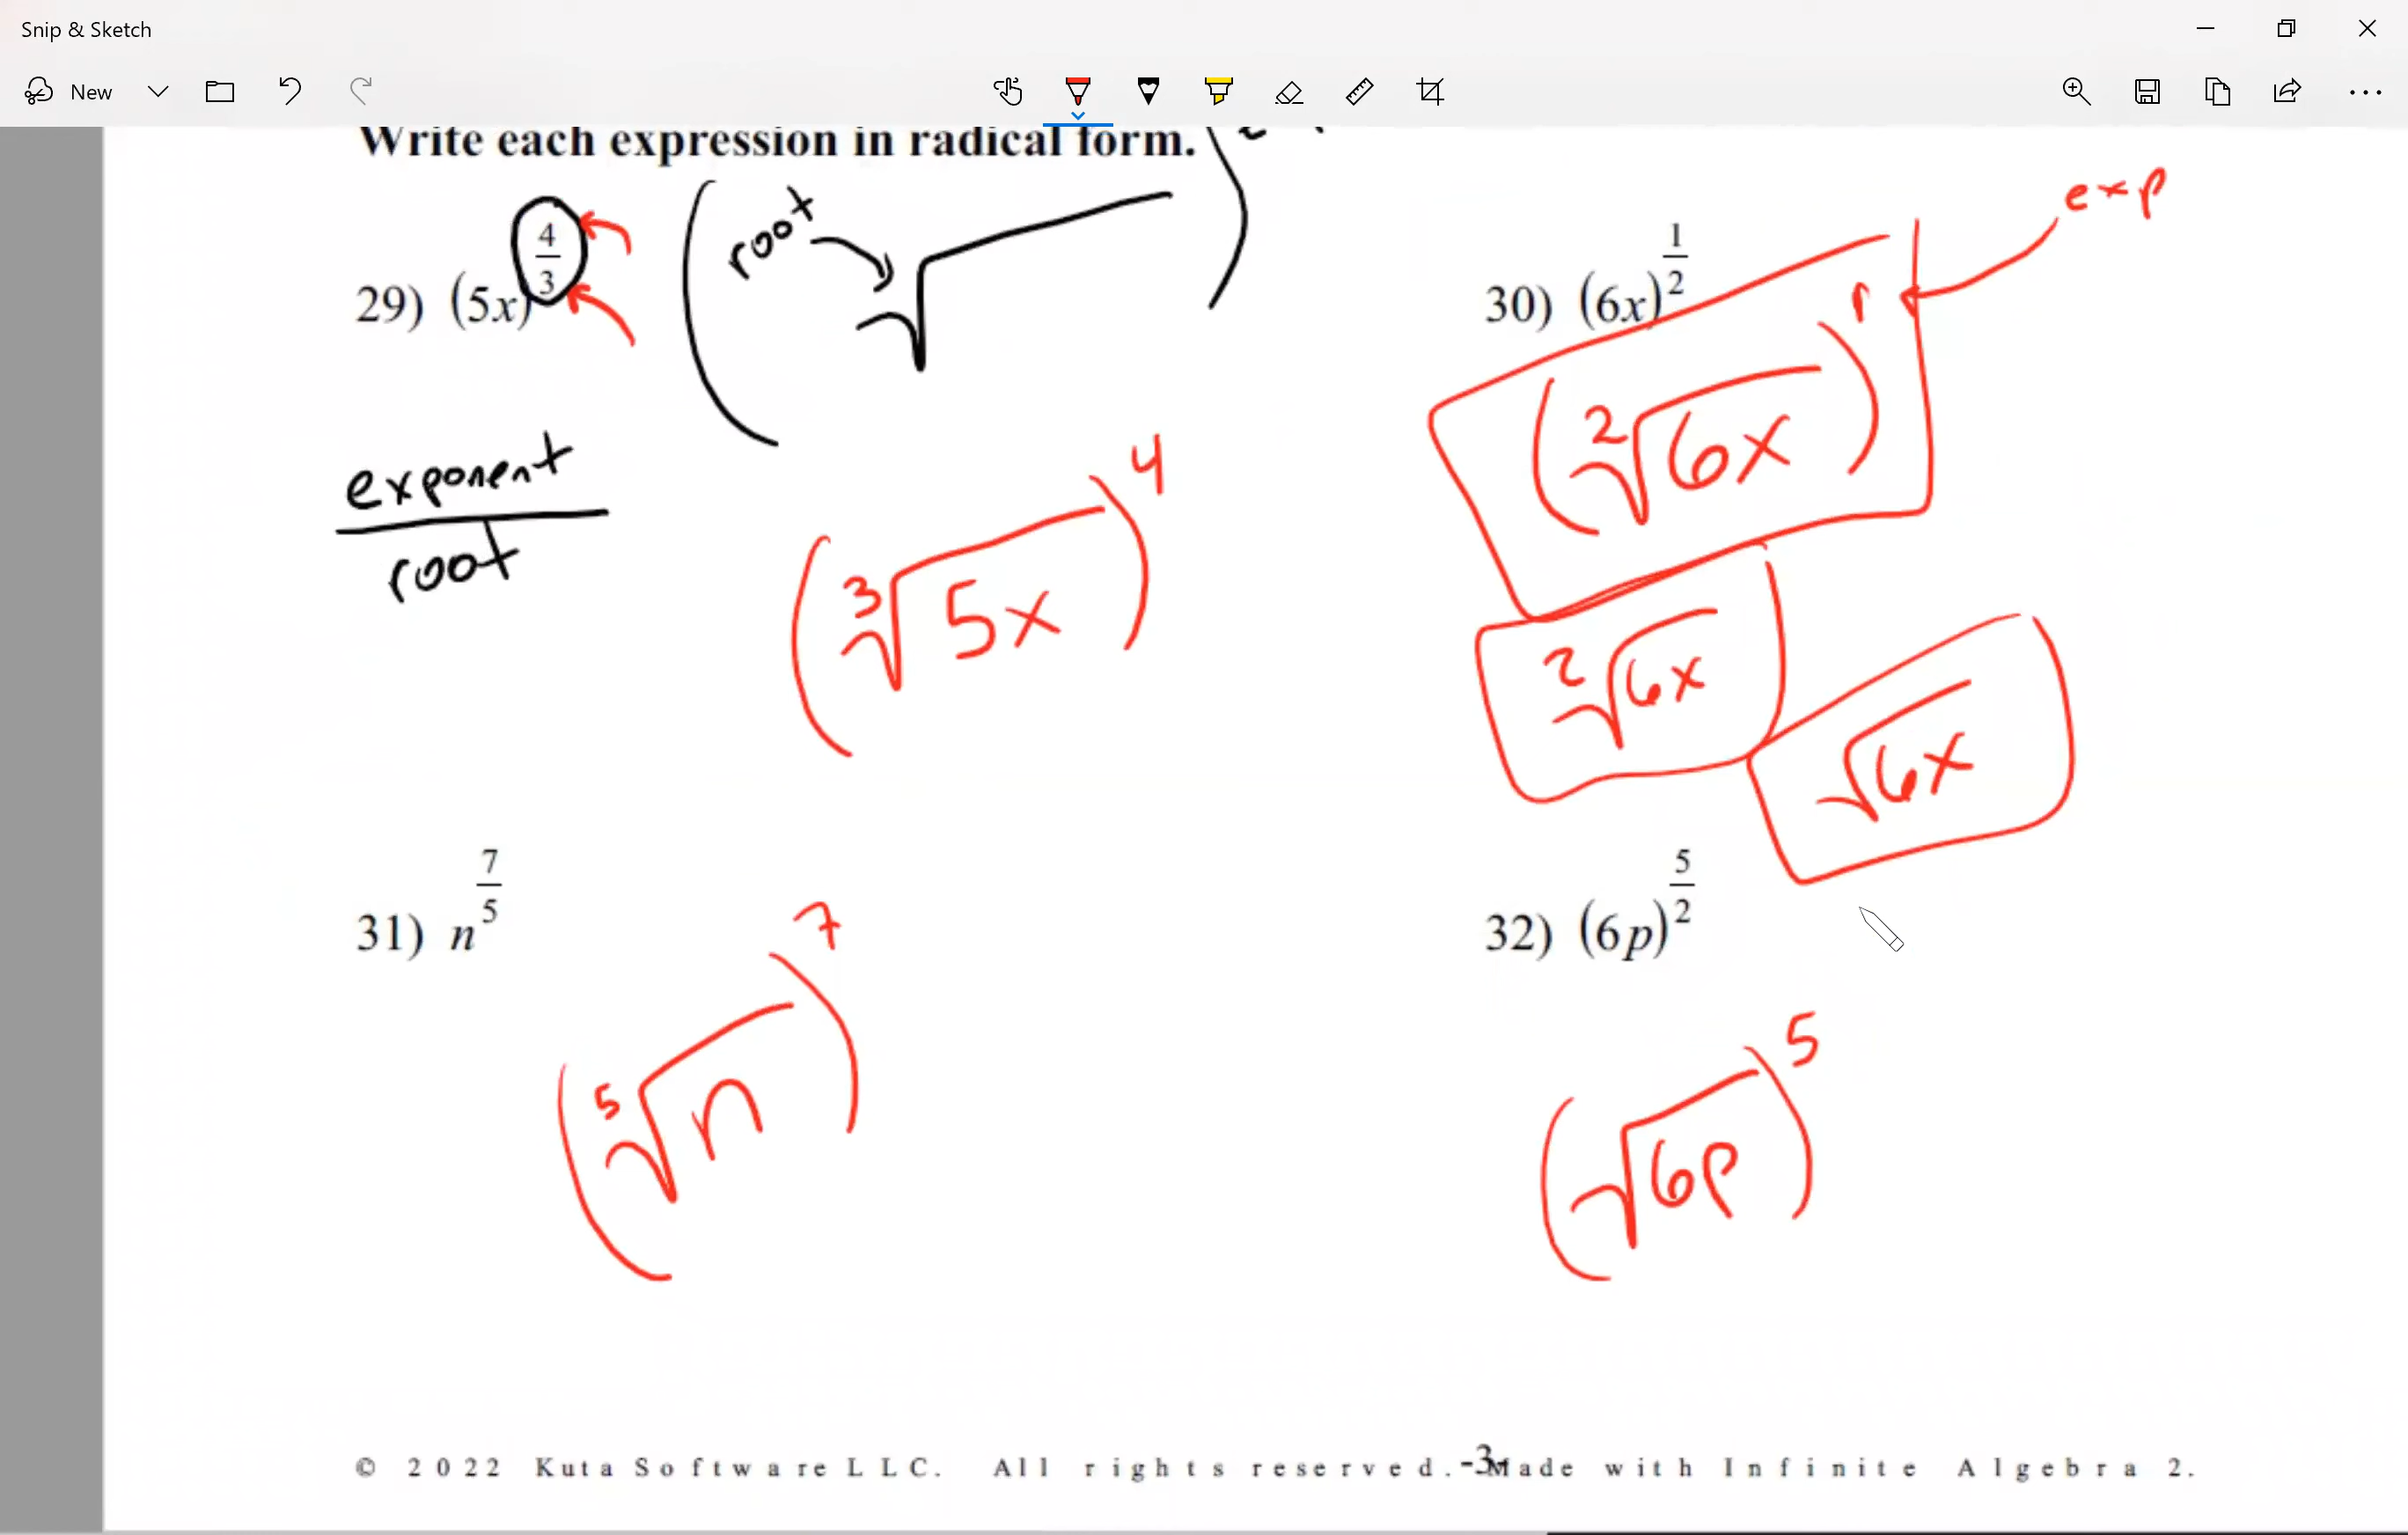 Snip & Sketch
New
Write each expression in radical form.
29) (5x)^(4/3)
root
√
exponent
root
(³√5x)^4
30) (6x)^(1/2)
exp
(²√6x)^1
²√6x
√6x
31) n^(7/5)
(⁵√n)^7
32) (6p)^(5/2)
(√6p)^5
© 2022 Kuta Software LLC. All rights reserved. -3- Made with Infinite Algebra 2.